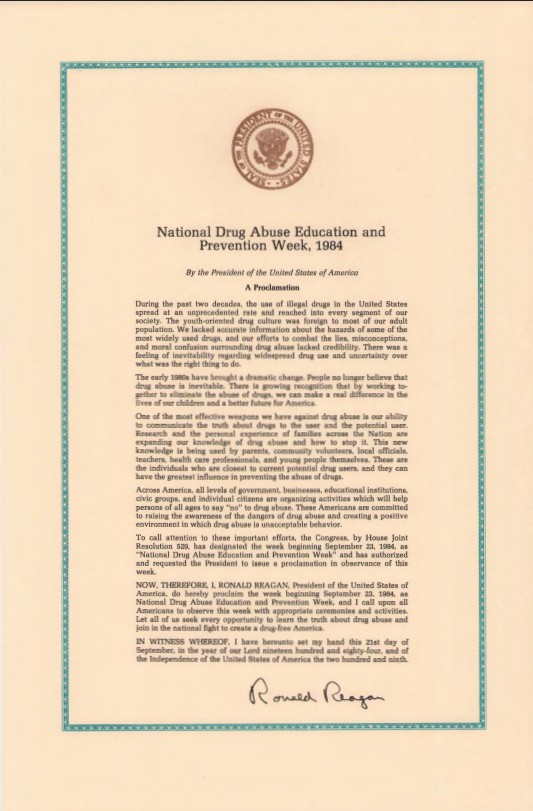 SEAL OF THE PRESIDENT OF THE UNITED STATES
National Drug Abuse Education and
Prevention Week, 1984
By the President of the United States of America
A Proclamation
During the past two decades, the use of illegal drugs in the United States
spread at an unprecedented rate and reached into every segment of our
society. The youth-oriented drug culture was foreign to most of our adult
population. We lacked accurate information about the hazards of some of the
most widely used drugs, and our efforts to combat the lies, misconceptions,
and moral confusion surrounding drug abuse lacked credibility. There was a
feeling of inevitability regarding widespread drug use and uncertainty over
what was the right thing to do.
The early 1980s have brought a dramatic change. People no longer believe that
drug abuse is inevitable. There is growing recognition that by working to-
gether to eliminate the abuse of drugs, we can make a real difference in the
lives of our children and a better future for America.
One of the most effective weapons we have against drug abuse is our ability
to communicate the truth about drugs to the user and the potential user.
Research and the personal experience of families across the Nation are
expanding our knowledge of drug abuse and how to stop it. This new
knowledge is being used by parents, community volunteers, local officials,
teachers, health care professionals, and young people themselves. These are
the individuals who are closest to current potential drug users, and they can
have the greatest influence in preventing the abuse of drugs.
Across America, all levels of government, businesses, educational institutions,
civic groups, and individual citizens are organizing activities which will help
persons of all ages to say "no" to drug abuse. These Americans are committed
to raising the awareness of the dangers of drug abuse and creating a positive
environment in which drug abuse is unacceptable behavior.
To call attention to these important efforts, the Congress, by House Joint
Resolution 529, has designated the week beginning September 23, 1984, as
"National Drug Abuse Education and Prevention Week" and has authorized
and requested the President to issue a proclamation in observance of this
week.
NOW, THEREFORE, I, RONALD REAGAN, President of the United States of
America, do hereby proclaim the week beginning September 23, 1984, as
National Drug Abuse Education and Prevention Week, and I call upon all
Americans to observe this week with appropriate ceremonies and activities.
Let all of us seek every opportunity to learn the truth about drug abuse and
join in the national fight to create a drug-free America.
IN WITNESS WHEREOF, I have hereunto set my hand this 21st day of
September, in the year of our Lord nineteen hundred and eighty-four, and of
the Independence of the United States of America the two hundred and ninth.
Ronald Reagan